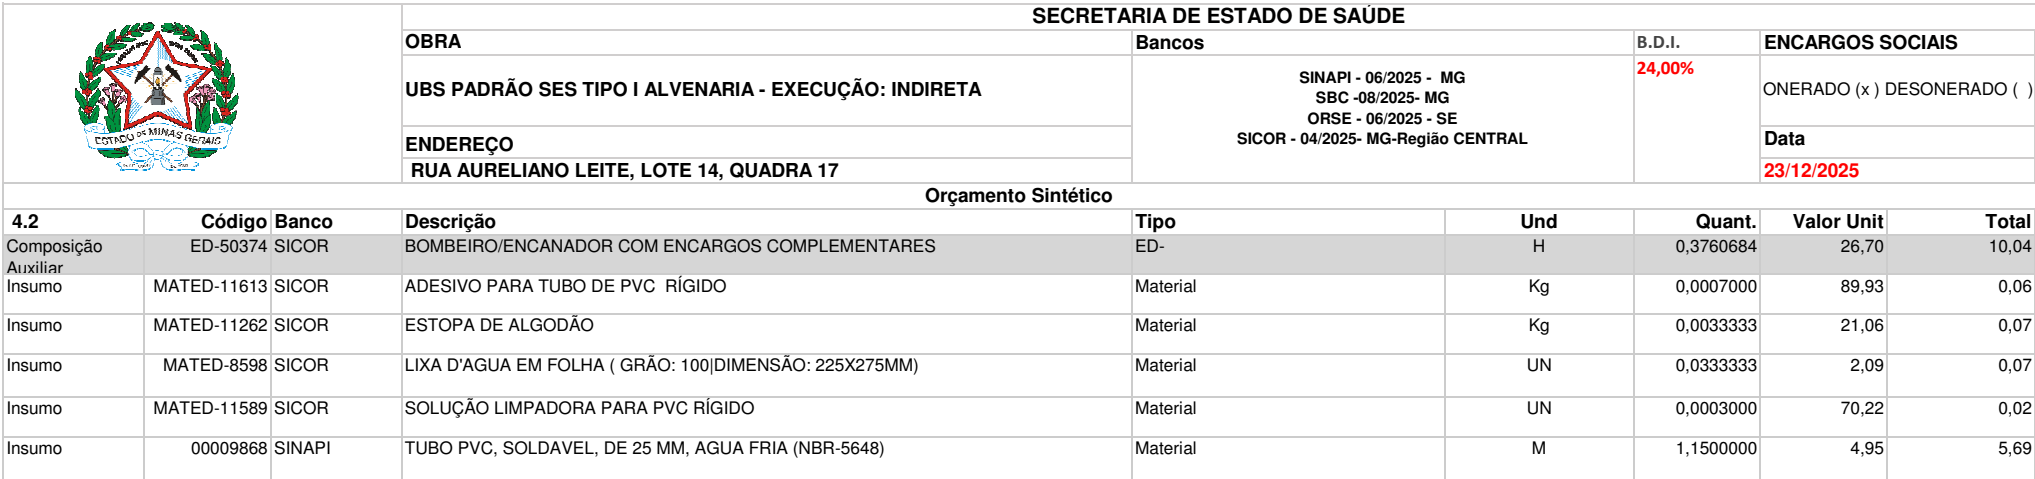 SECRETARIA DE ESTADO DE SAÚDE
OBRA Bancos B.D.I. ENCARGOS SOCIAIS
UBS PADRÃO SES TIPO I ALVENARIA - EXECUÇÃO: INDIRETA
SINAPI - 06/2025 - MG
SBC -08/2025- MG
ORSE - 06/2025 - SE
SICOR - 04/2025- MG-Região CENTRAL
24,00%
ONERADO (x ) DESONERADO ( )
ESTADO DE MINAS GERAIS
ENDEREÇO Data
RUA AURELIANO LEITE, LOTE 14, QUADRA 17 23/12/2025
Orçamento Sintético
4.2 Código Banco Descrição Tipo Und Quant. Valor Unit Total
Composição Auxiliar ED-50374 SICOR BOMBEIRO/ENCANADOR COM ENCARGOS COMPLEMENTARES ED- H 0,3760684 26,70 10,04
Insumo MATED-11613 SICOR ADESIVO PARA TUBO DE PVC  RÍGIDO Material Kg 0,0007000 89,93 0,06
Insumo MATED-11262 SICOR ESTOPA DE ALGODÃO Material Kg 0,0033333 21,06 0,07
Insumo MATED-8598 SICOR LIXA D'AGUA EM FOLHA ( GRÃO: 100|DIMENSÃO: 225X275MM) Material UN 0,0333333 2,09 0,07
Insumo MATED-11589 SICOR SOLUÇÃO LIMPADORA PARA PVC RÍGIDO Material UN 0,0003000 70,22 0,02
Insumo 00009868 SINAPI TUBO PVC, SOLDAVEL, DE 25 MM, AGUA FRIA (NBR-5648) Material M 1,1500000 4,95 5,69